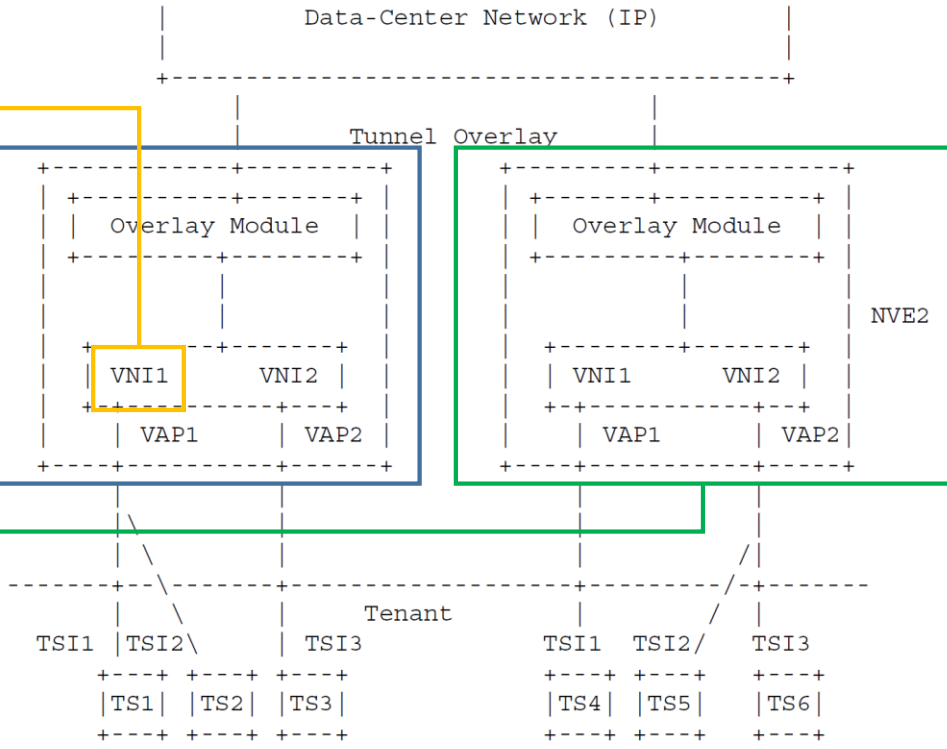 Data-Center Network (IP)
Tunnel Overlay
Overlay Module Overlay Module
NVE2
VNI1 VNI2 VNI1 VNI2
VAP1 VAP2 VAP1 VAP2
Tenant
TSI1 TSI2 TSI3 TSI1 TSI2 TSI3
TS1 TS2 TS3 TS4 TS5 TS6